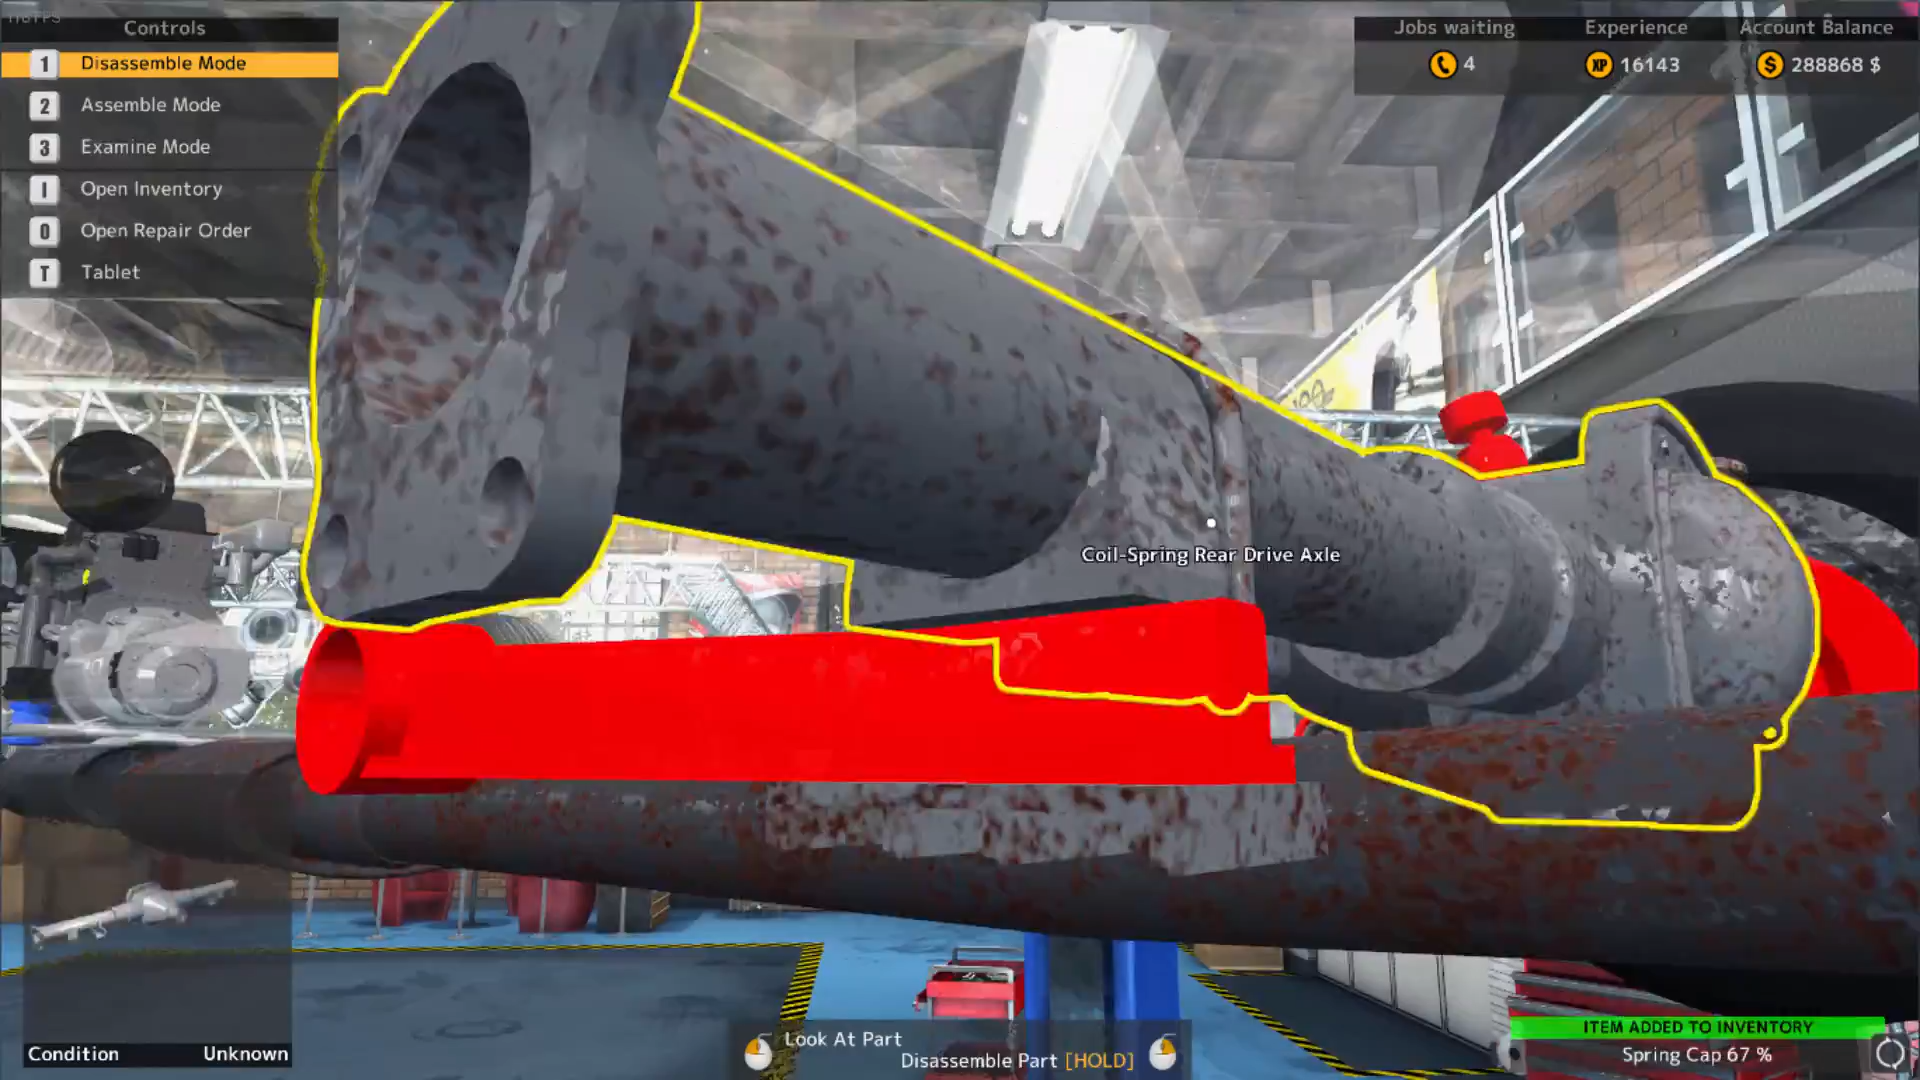 116 FPS
Controls
1 Disassemble Mode
2 Assemble Mode
3 Examine Mode
I Open Inventory
O Open Repair Order
T Tablet
Jobs waiting
4
Experience
XP 16143
Account Balance
$ 288868 $
Coil-Spring Rear Drive Axle
Condition Unknown
Look At Part
Disassemble Part [HOLD]
ITEM ADDED TO INVENTORY
Spring Cap 67 %